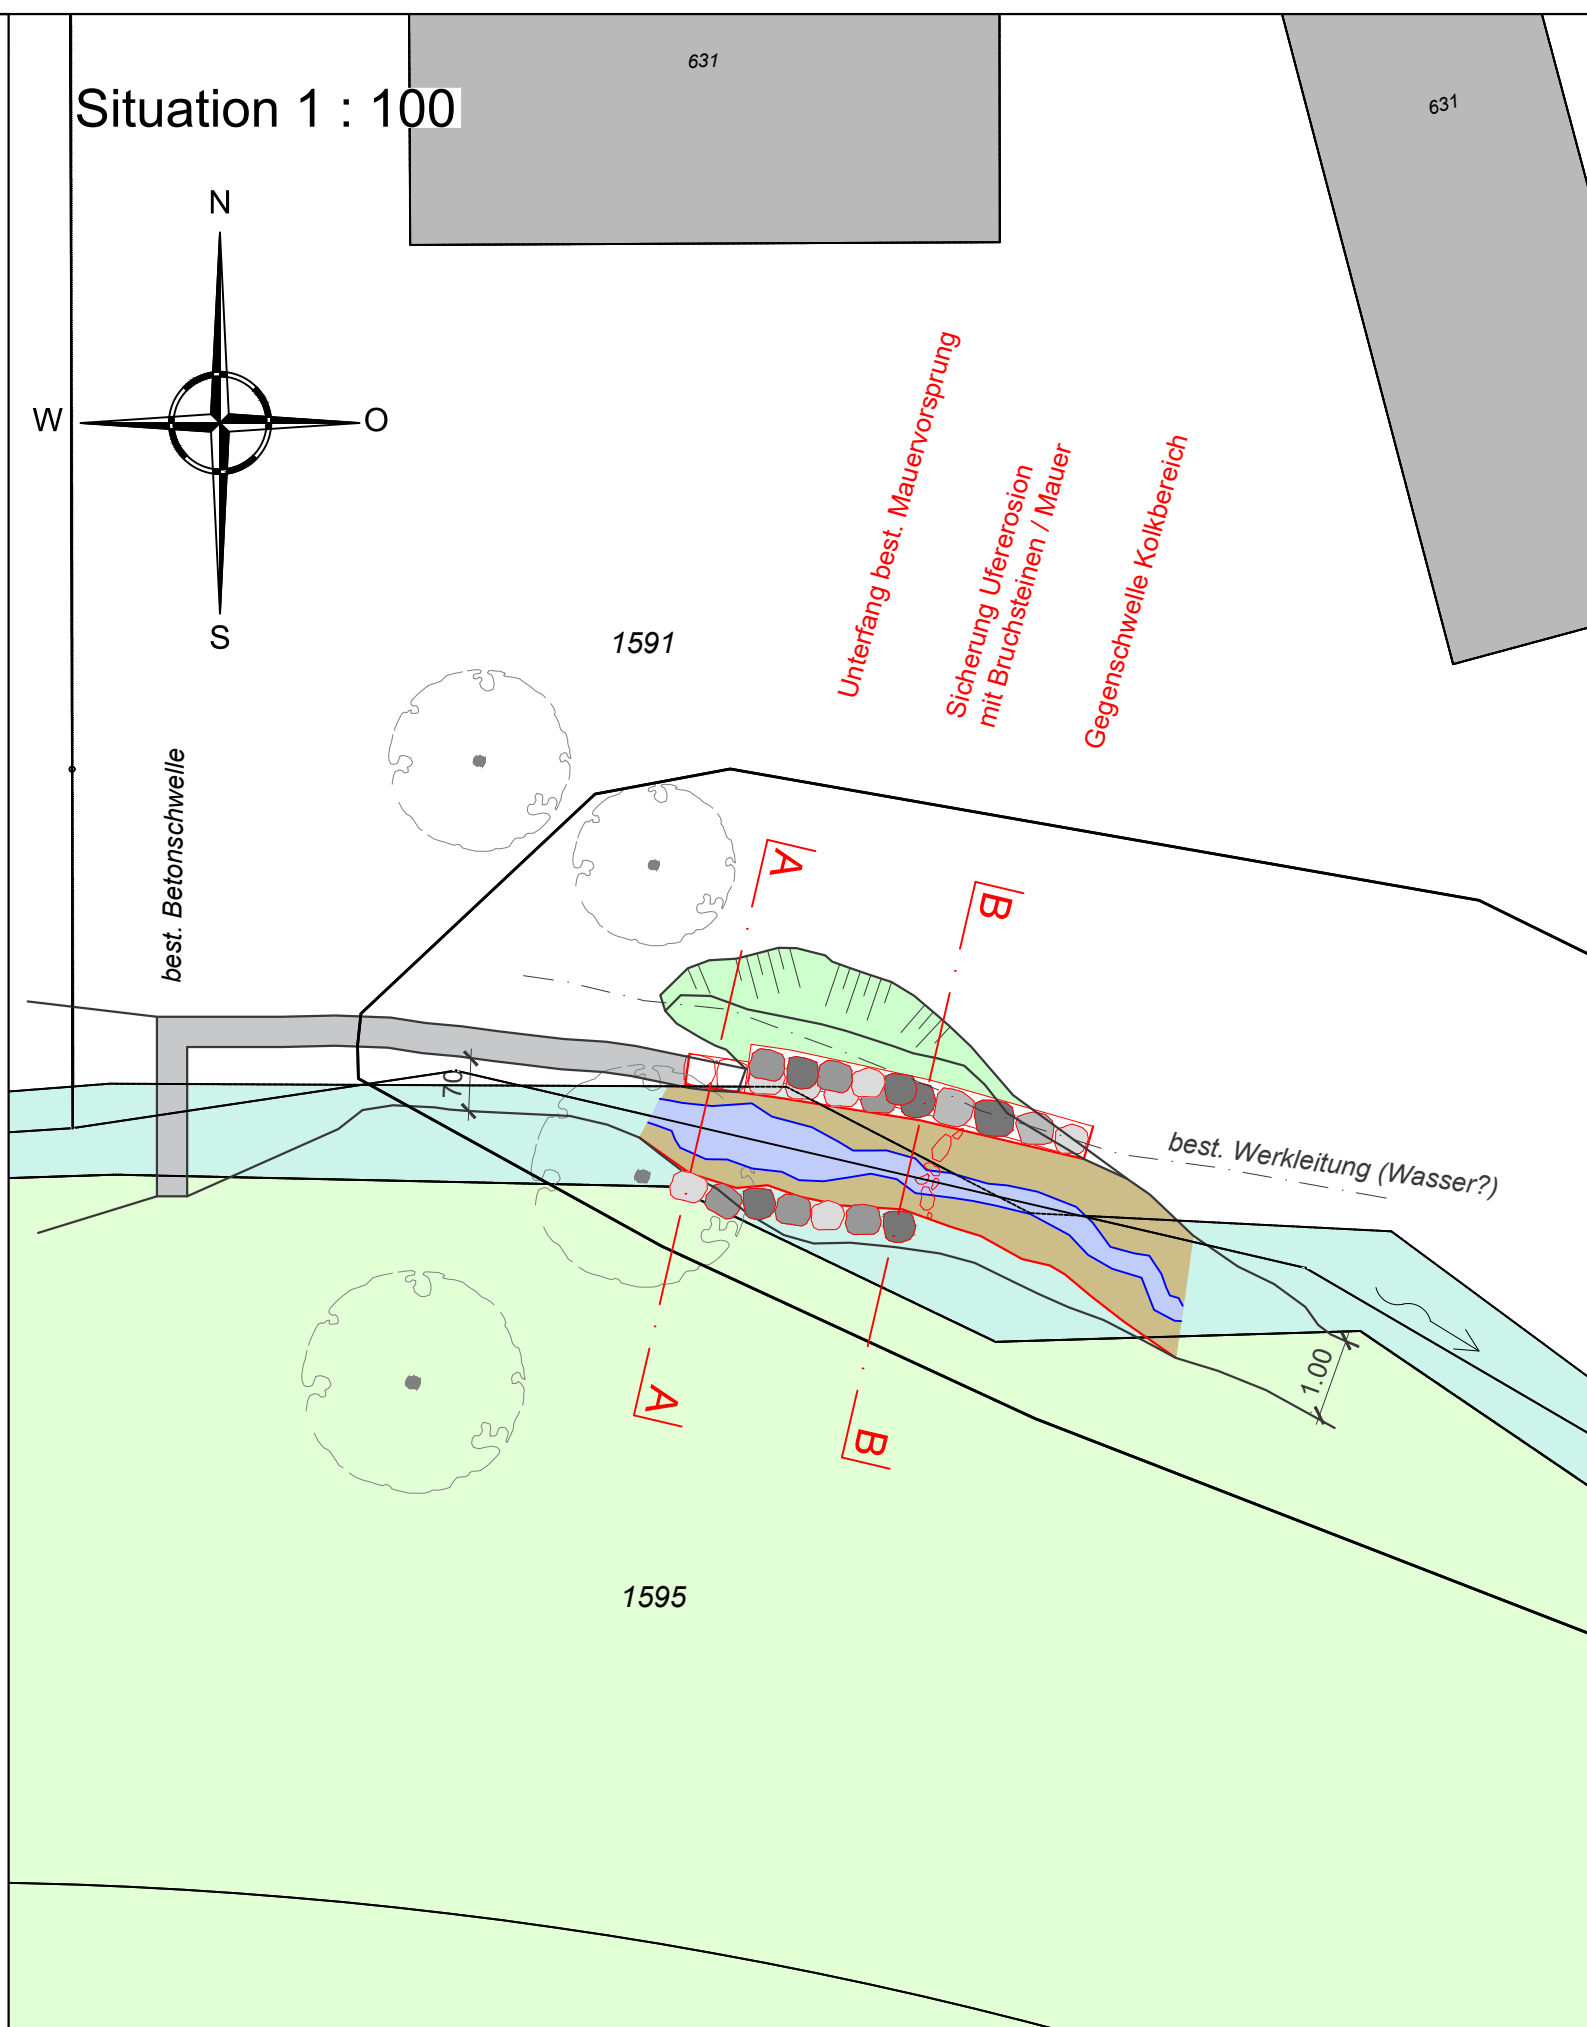 631
631
Situation 1 : 100
N
W
O
S
Unterfang best. Mauervorsprung
Sicherung Ufererosion
mit Bruchsteinen / Mauer
Gegenschwelle Kolkbereich
1591
best. Betonschwelle
A
B
70
best. Werkleitung (Wasser?)
1.00
A
B
1595